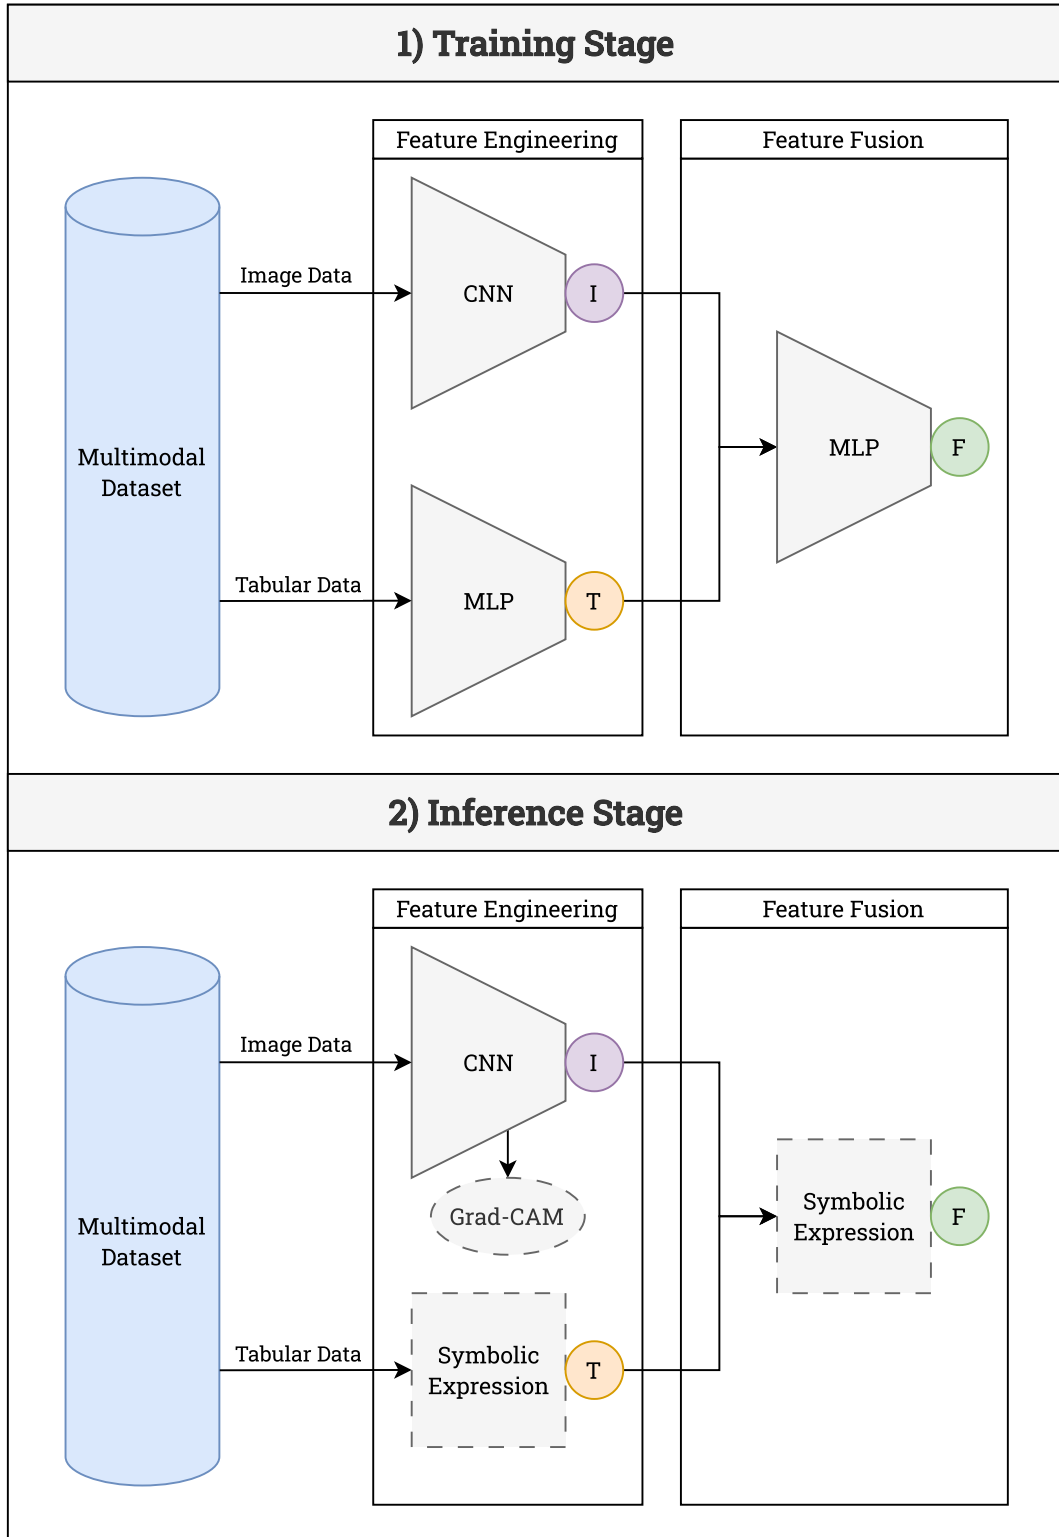 1) Training Stage
Feature Engineering
Feature Fusion
Image Data
CNN
I
Multimodal
Dataset
MLP
F
Tabular Data
MLP
T
2) Inference Stage
Feature Engineering
Feature Fusion
Image Data
CNN
I
Grad-CAM
Multimodal
Dataset
Symbolic
Expression
F
Tabular Data
Symbolic
Expression
T